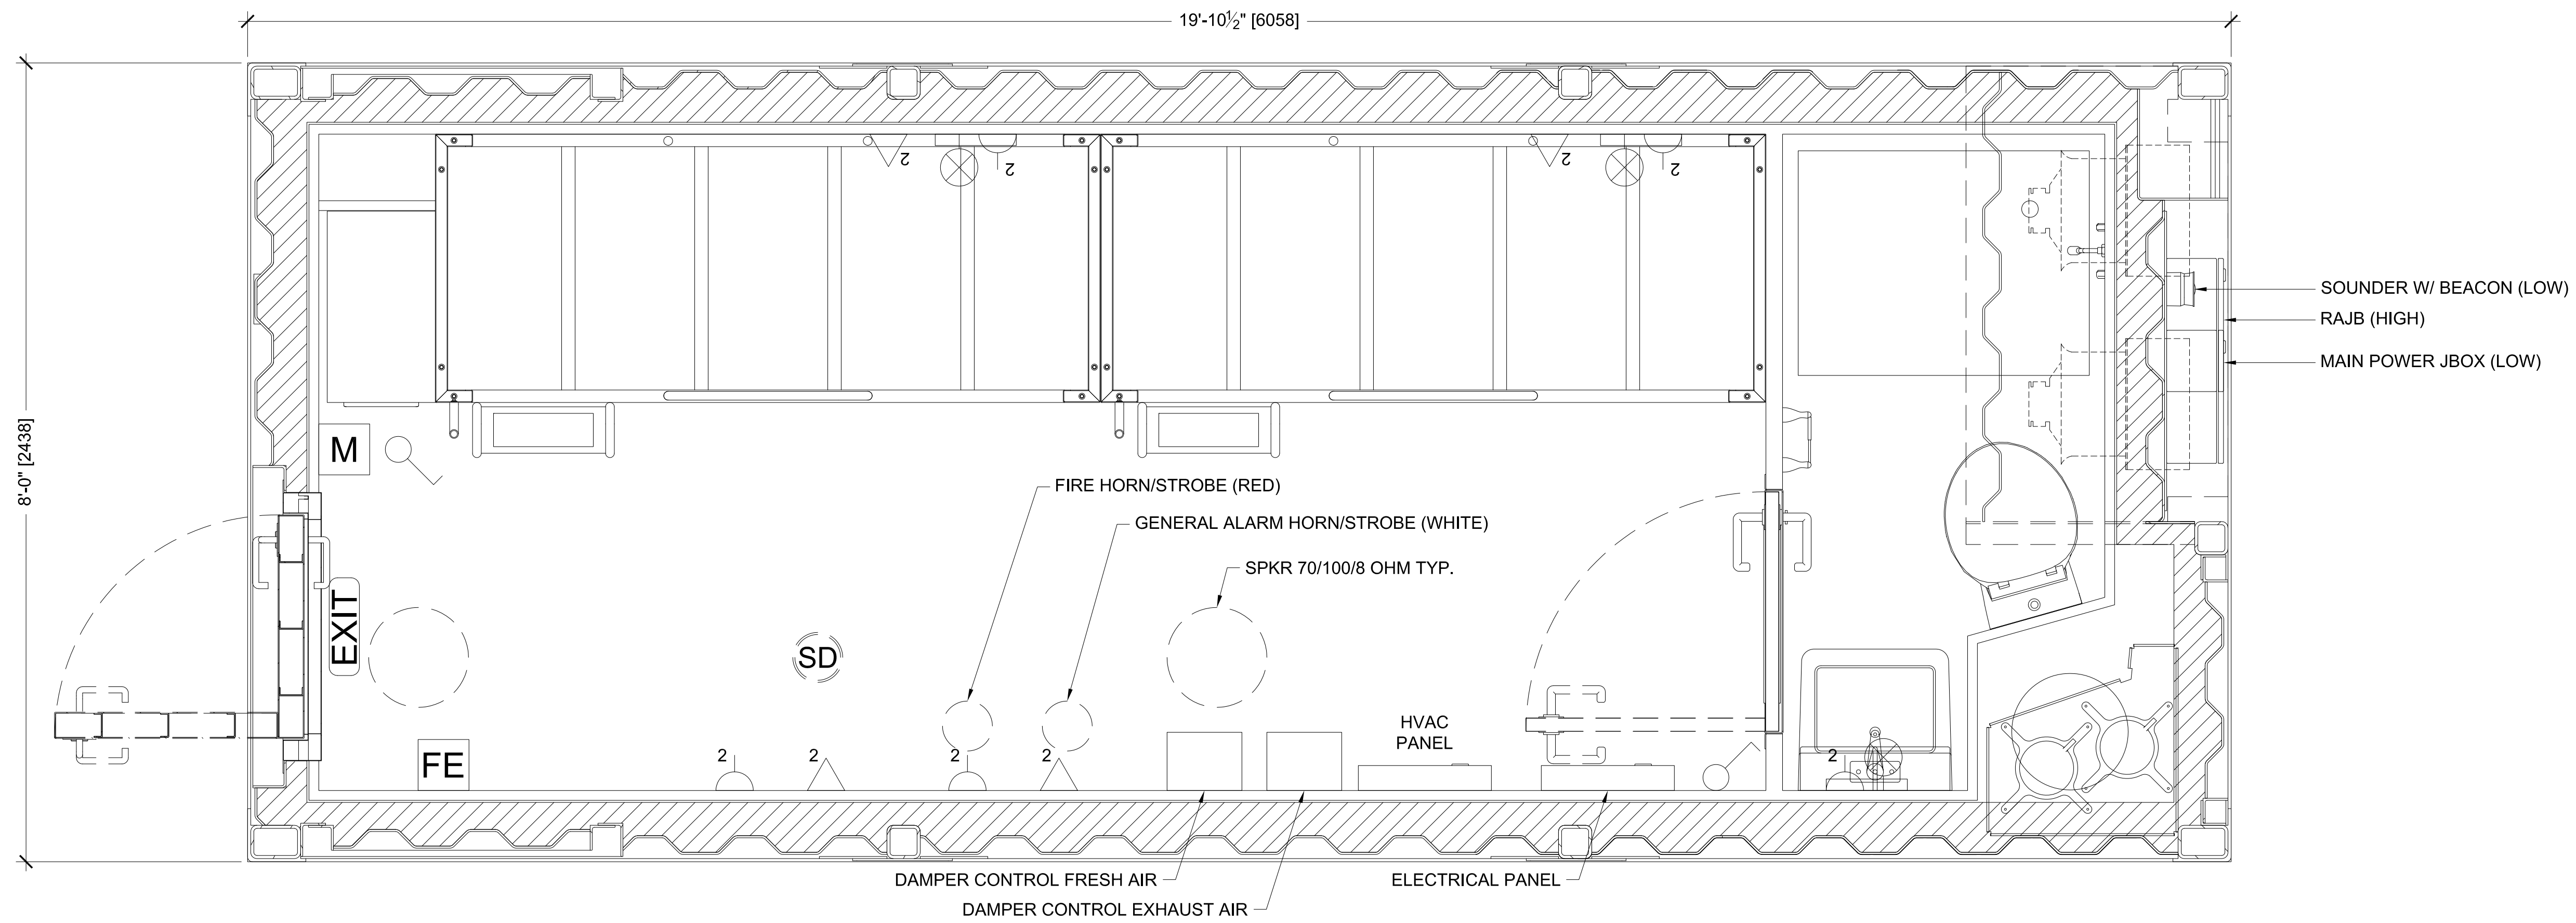 19'-10½" [6058]
8'-0" [2438]
2
2
2
2
SOUNDER W/ BEACON (LOW)
RAJB (HIGH)
MAIN POWER JBOX (LOW)
M
FIRE HORN/STROBE (RED)
GENERAL ALARM HORN/STROBE (WHITE)
SPKR 70/100/8 OHM TYP.
EXIT
SD
HVAC
PANEL
FE
2
2
2
2
2
DAMPER CONTROL FRESH AIR
ELECTRICAL PANEL
DAMPER CONTROL EXHAUST AIR